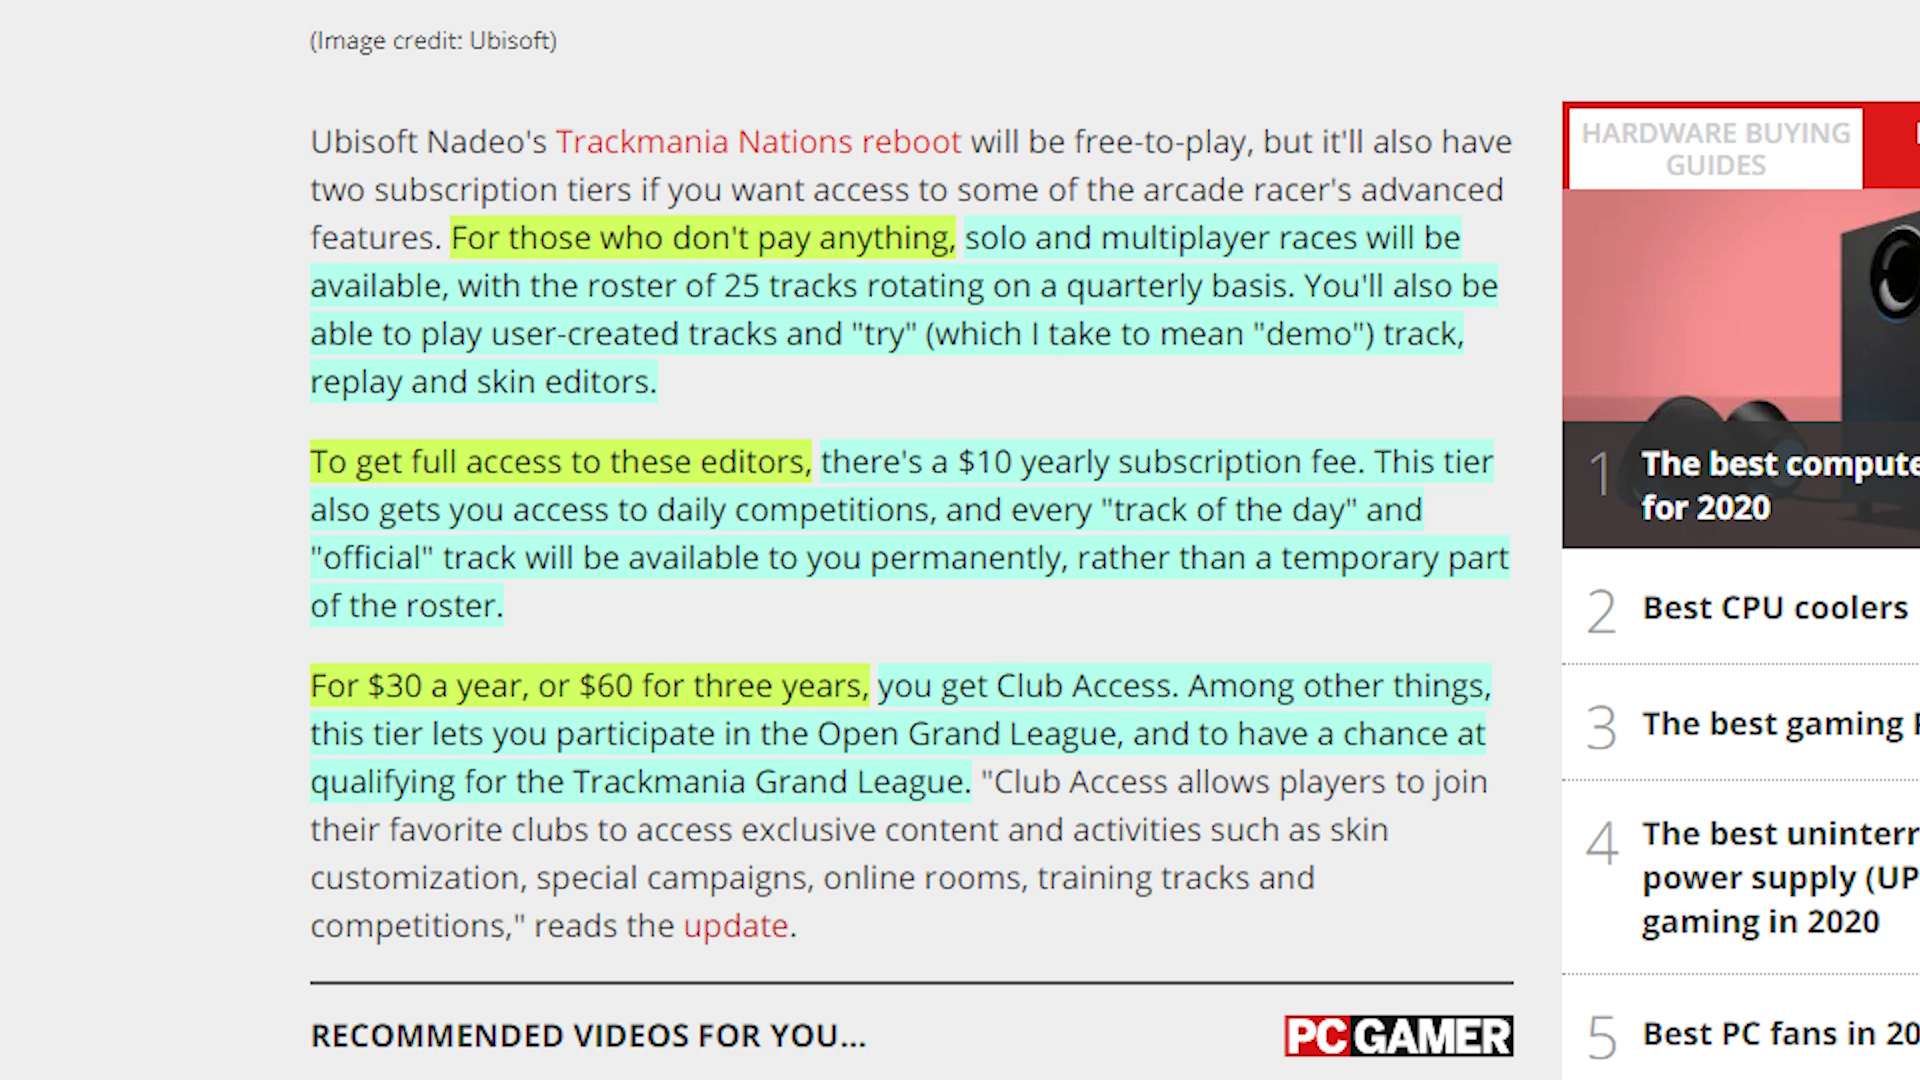 (Image credit: Ubisoft)
Ubisoft Nadeo's Trackmania Nations reboot will be free-to-play, but it'll also have
two subscription tiers if you want access to some of the arcade racer's advanced
features. For those who don't pay anything, solo and multiplayer races will be
available, with the roster of 25 tracks rotating on a quarterly basis. You'll also be
able to play user-created tracks and "try" (which I take to mean "demo") track,
replay and skin editors.
To get full access to these editors, there's a $10 yearly subscription fee. This tier
also gets you access to daily competitions, and every "track of the day" and
"official" track will be available to you permanently, rather than a temporary part
of the roster.
For $30 a year, or $60 for three years, you get Club Access. Among other things,
this tier lets you participate in the Open Grand League, and to have a chance at
qualifying for the Trackmania Grand League. "Club Access allows players to join
their favorite clubs to access exclusive content and activities such as skin
customization, special campaigns, online rooms, training tracks and
competitions," reads the update.
RECOMMENDED VIDEOS FOR YOU...
PC GAMER
HARDWARE BUYING
GUIDES
1 The best compute
for 2020
2 Best CPU coolers
3 The best gaming
4 The best uninterr
power supply (UP
gaming in 2020
5 Best PC fans in 20